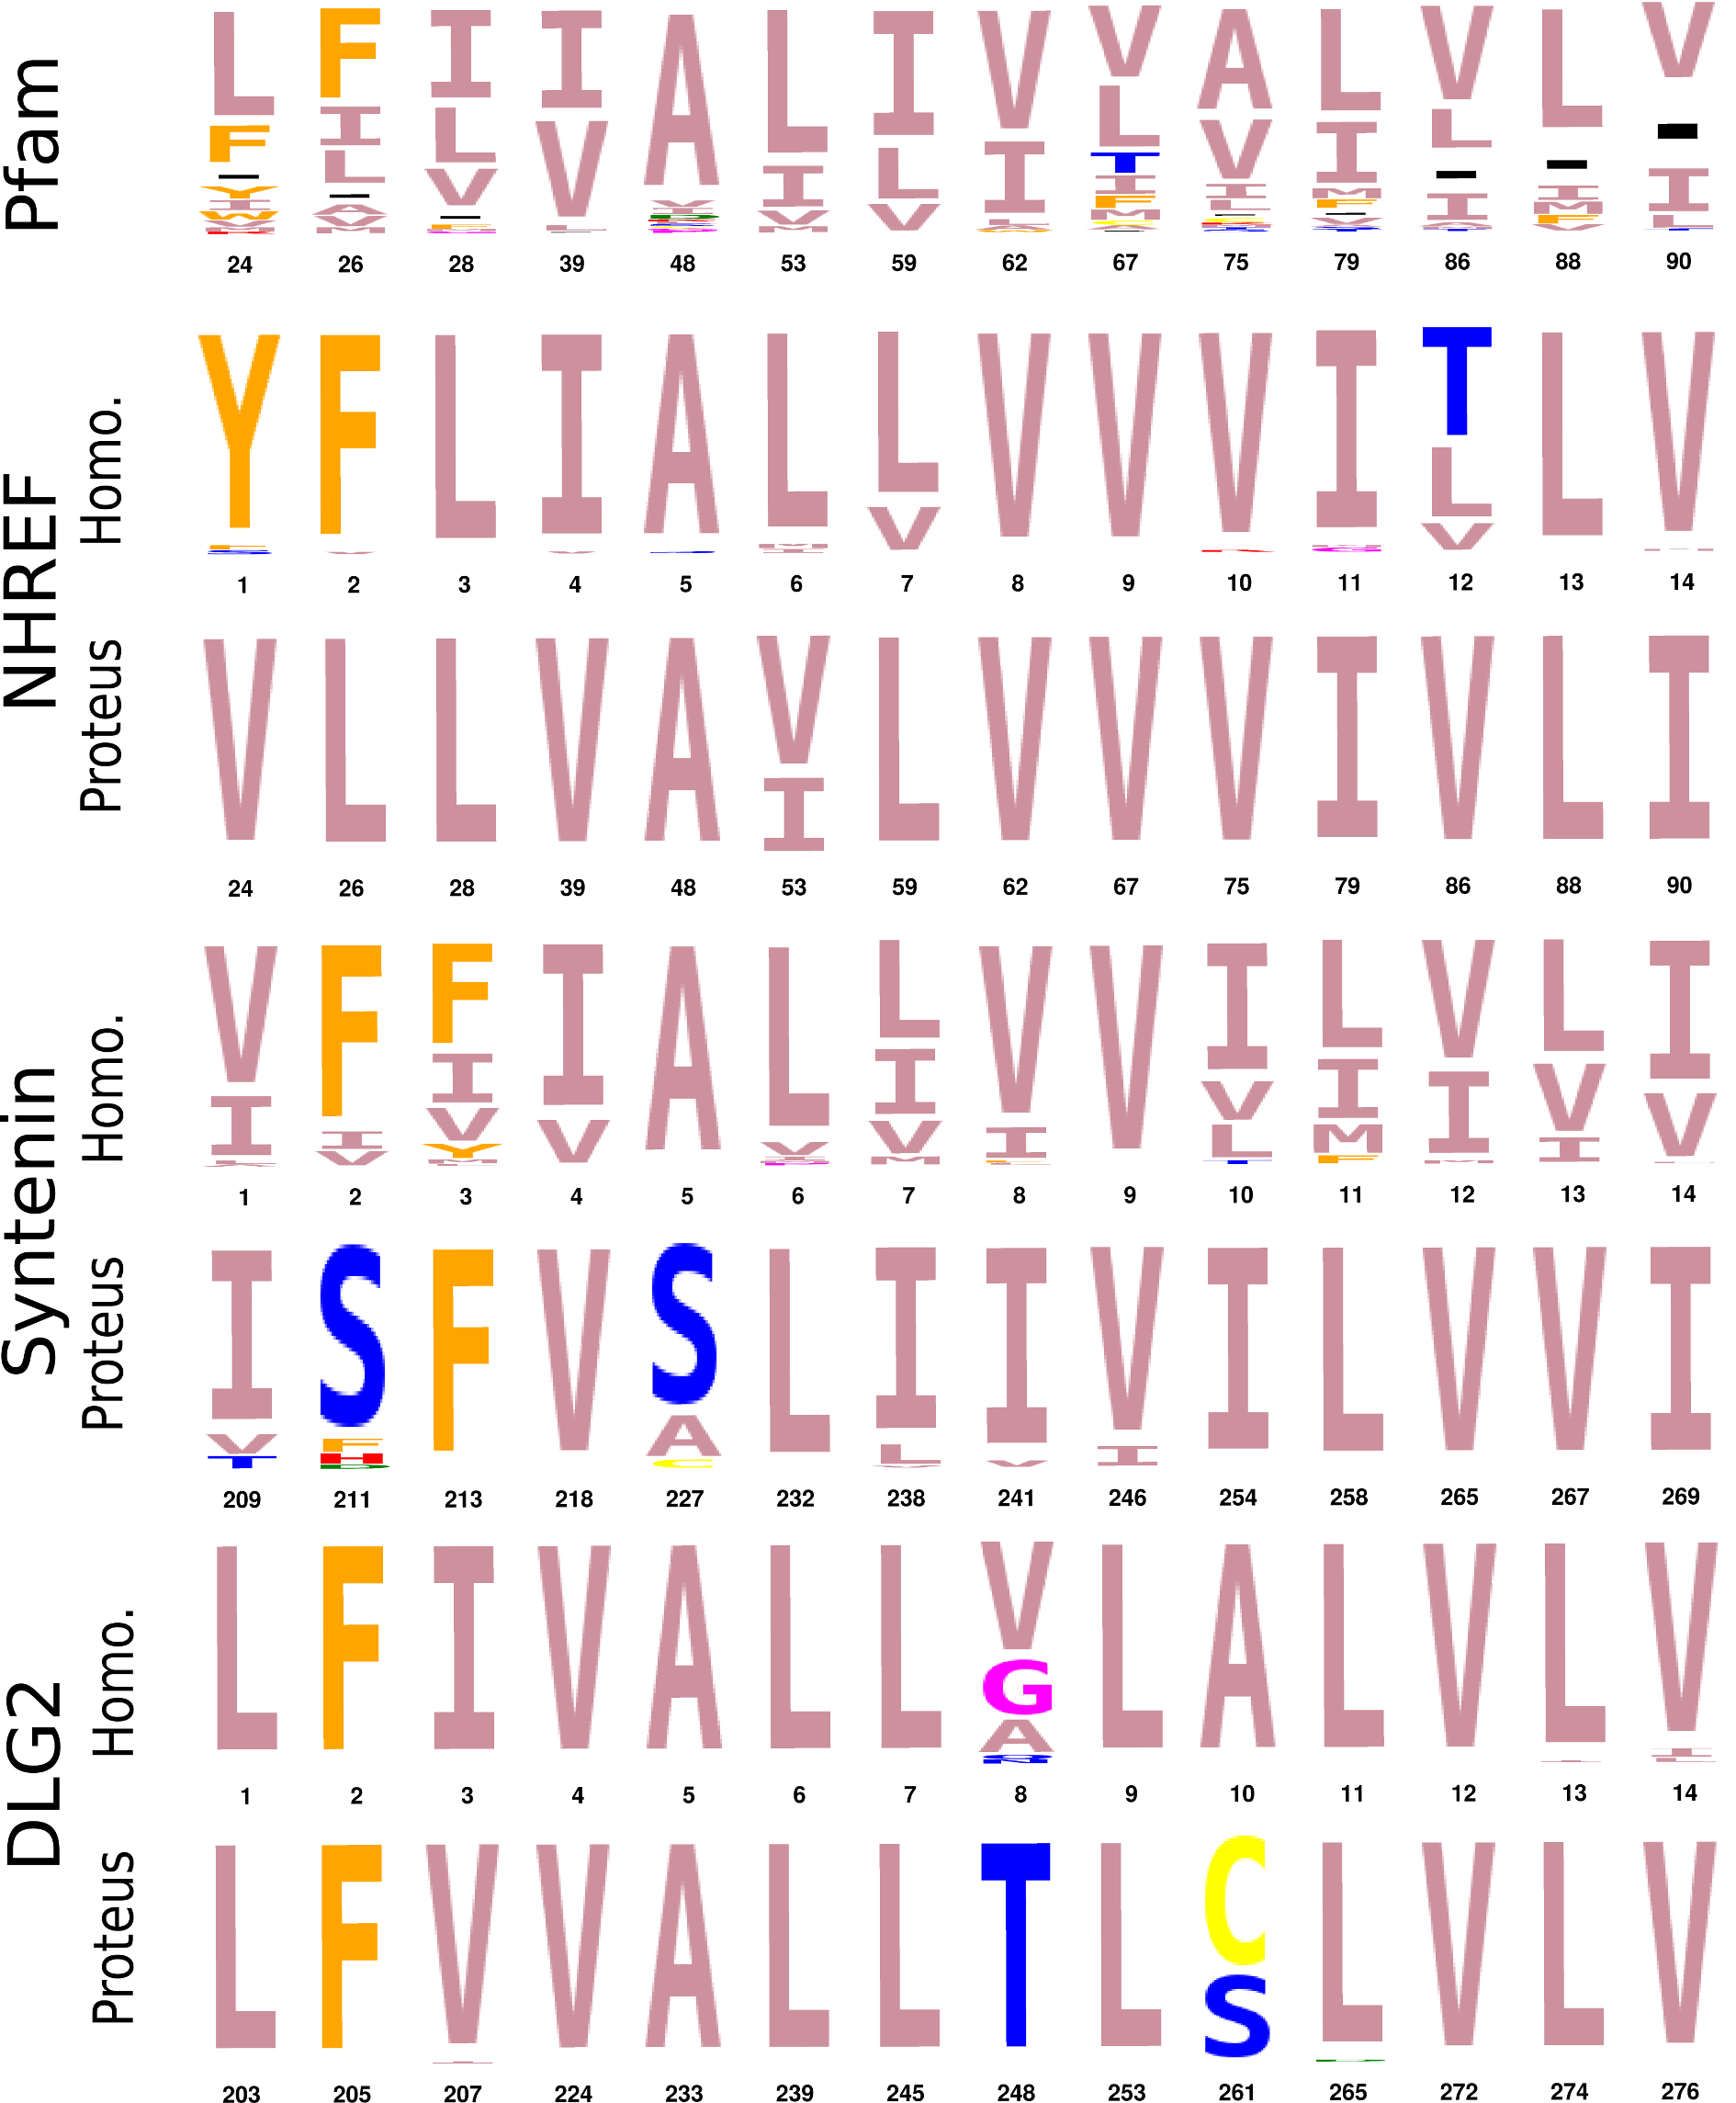 Pfam
L F I I A L I V V A L V L V
F I L V I L I L V I L - -
- L V V T I I
24 26 28 39 48 53 59 62 67 75 79 86 88 90
NHREF
Homo.
Y F L I A L L V V V I T L V
V L
V
1 2 3 4 5 6 7 8 9 10 11 12 13 14
Proteus
V L L V A V L V V V I V L I
I
24 26 28 39 48 53 59 62 67 75 79 86 88 90
Syntenin
Homo.
V F F I A L L V V I L V L I
I I I V V I I V I I V V
V V V L M I
1 2 3 4 5 6 7 8 9 10 11 12 13 14
Proteus
I S F V S L I I V I L V V I
V F A L V I
T H C
209 211 213 218 227 232 238 241 246 254 258 265 267 269
DLG2
Homo.
L F I V A L L V L A L V L V
G
A
1 2 3 4 5 6 7 8 9 10 11 12 13 14
Proteus
L F V V A L L T L C L V L V
S
203 205 207 224 233 239 245 248 253 261 265 272 274 276